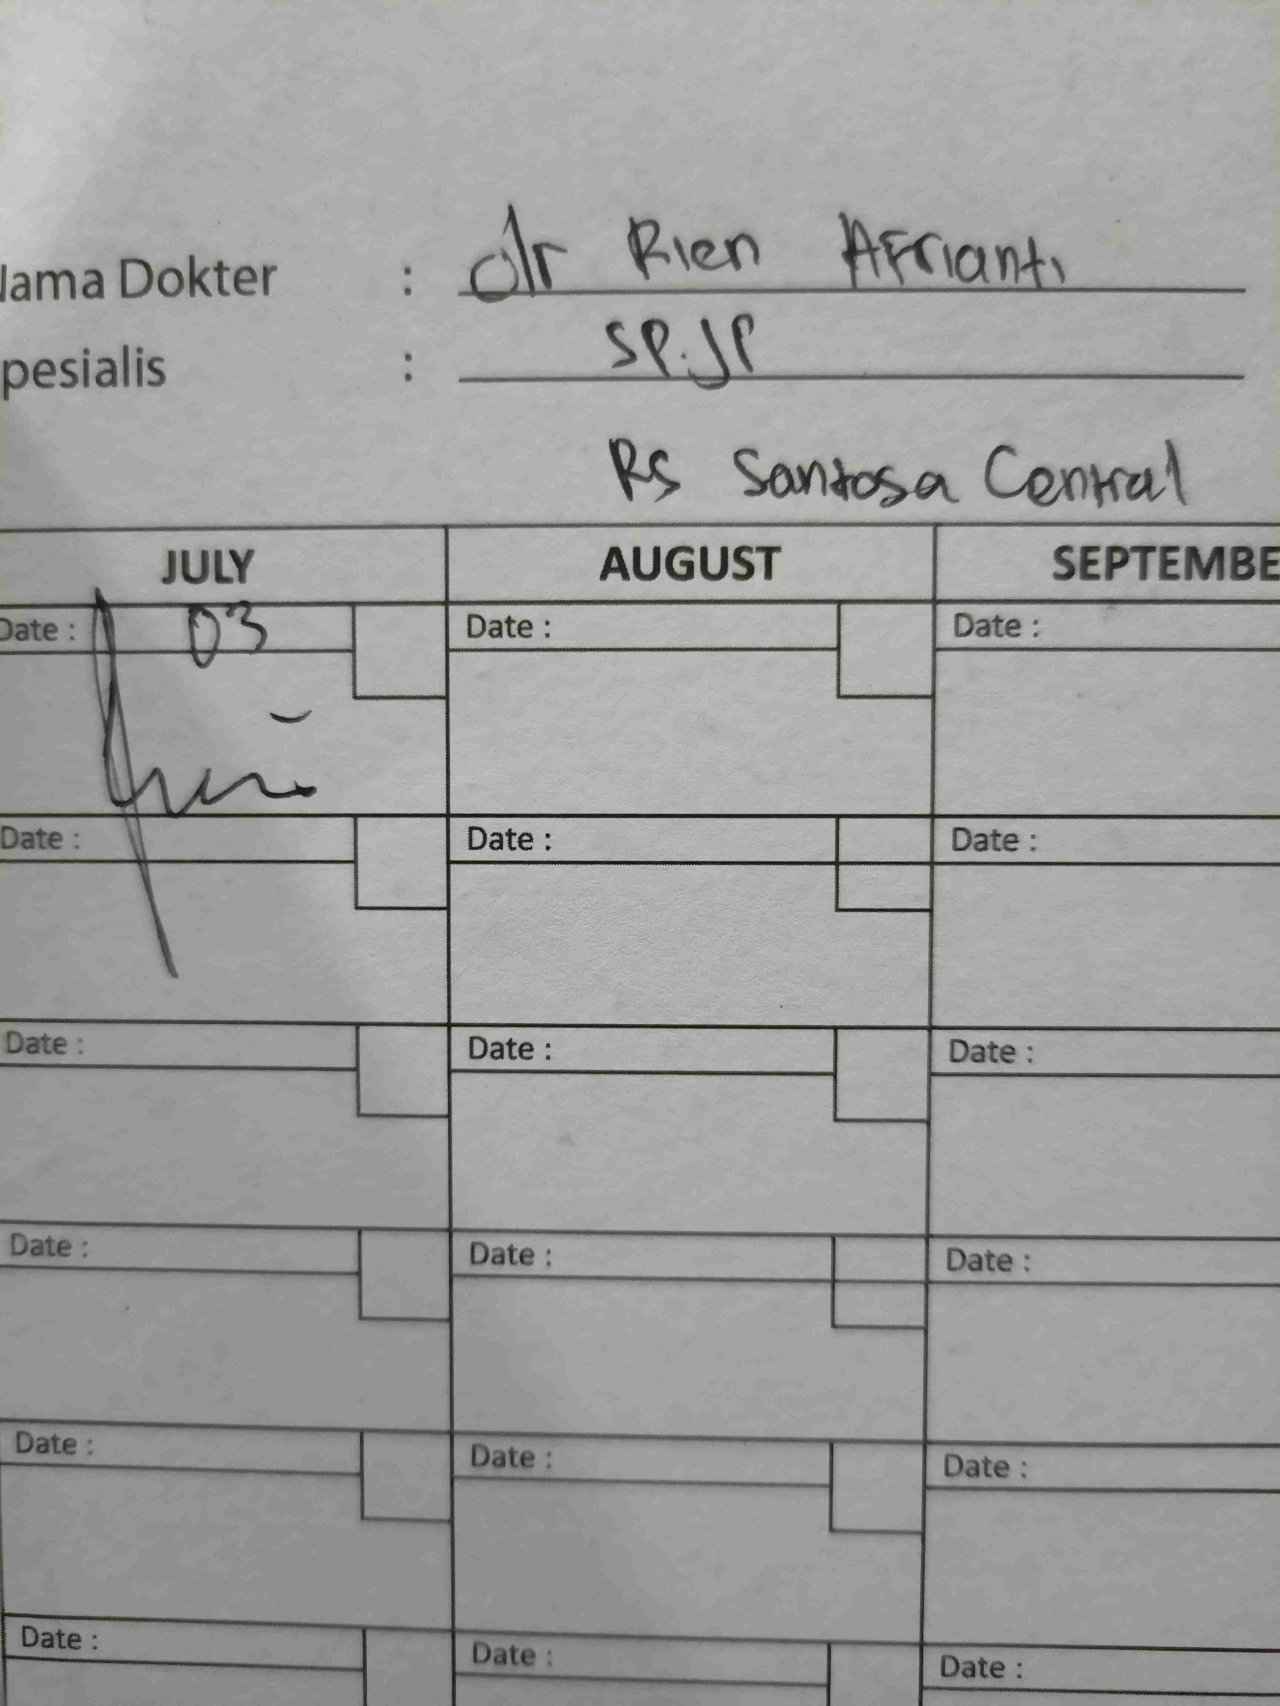 Nama Dokter : dr Rien Afrianti
Spesialis : SP.JP
RS Santosa Central
JULY AUGUST SEPTEMBE
Date : 03 Date : Date :
Date : Date : Date :
Date : Date : Date :
Date : Date : Date :
Date : Date : Date :
Date : Date : Date :